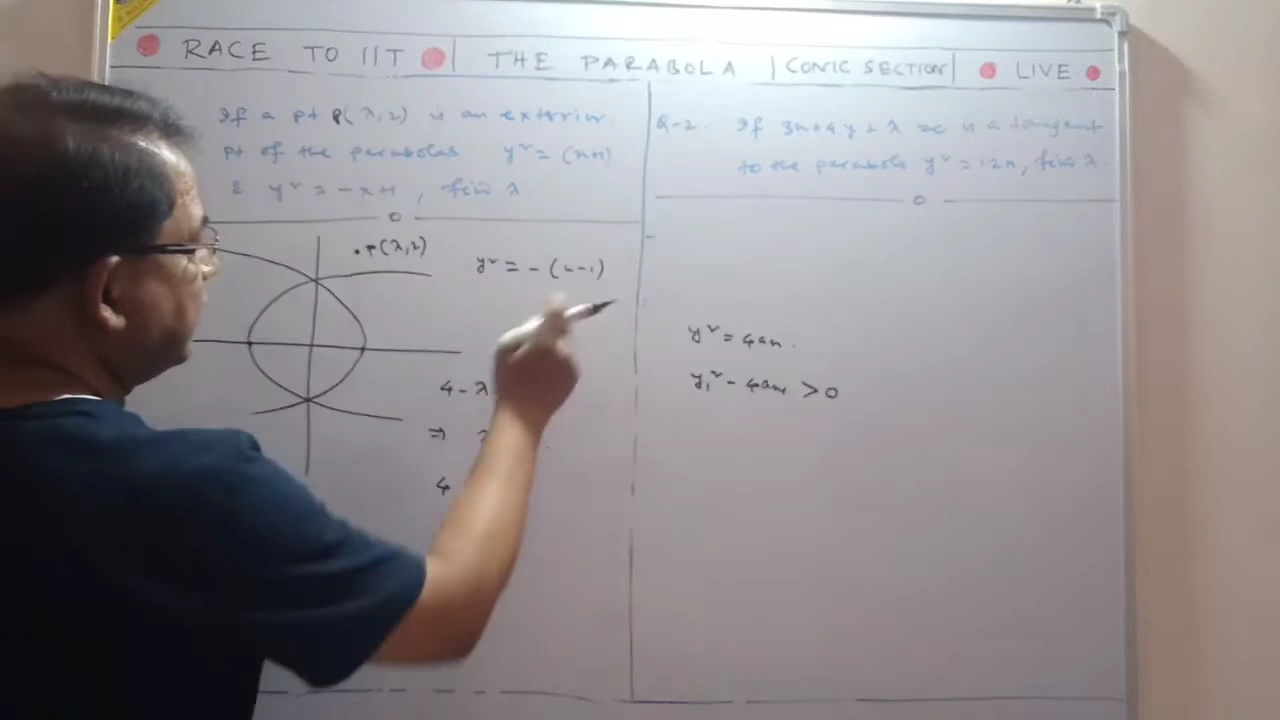 RACE TO IIT | THE PARABOLA | CONIC SECTION | LIVE
If a pt P(λ,2) is an exterior
pt of the parabolas y² = (x+1)
& y² = -x+1, find λ.
P(λ,2)
y² = -(x-1)
4-λ
⇒
4
Q-2. If 3x+4y+λ=0 is a tangent
to the parabola y²=12x, find λ.
y² = 4ax.
y₁² - 4ax₁ > 0